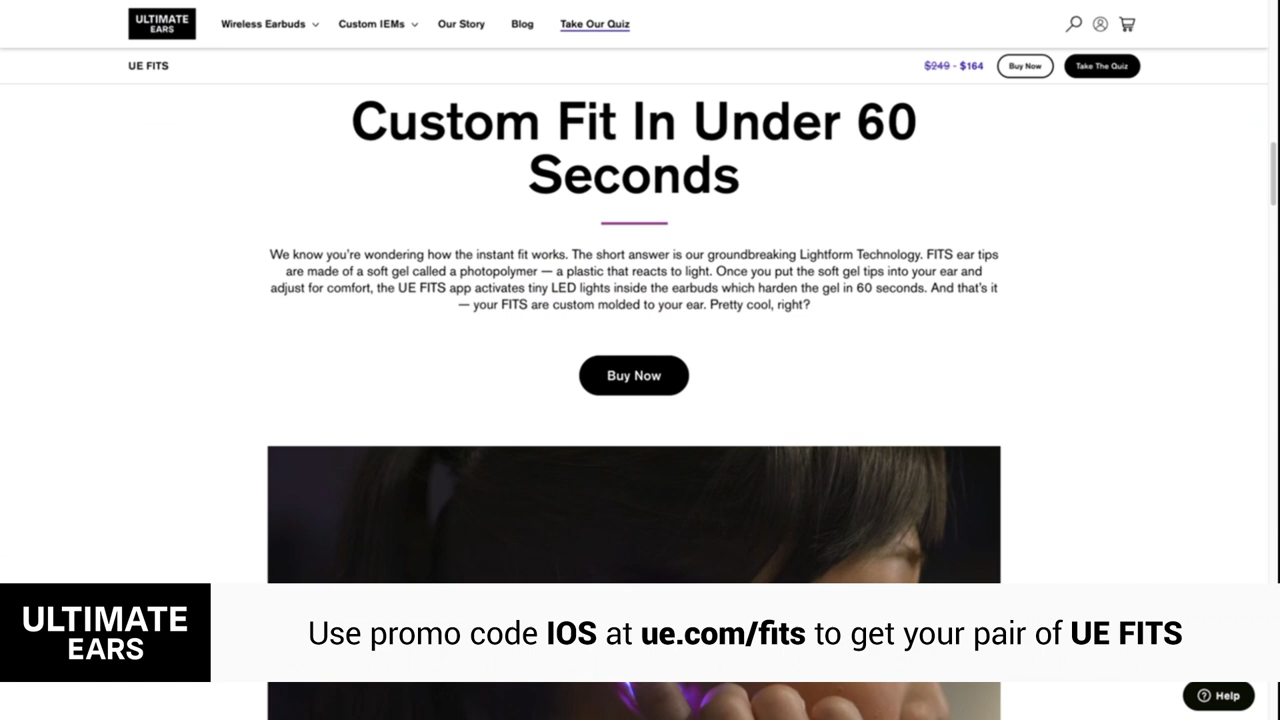 ULTIMATE
EARS
Wireless Earbuds
Custom IEMs
Our Story
Blog
Take Our Quiz
UE FITS
$249 - $164
Buy Now
Take The Quiz
Custom Fit In Under 60
Seconds
We know you're wondering how the instant fit works. The short answer is our groundbreaking Lightform Technology. FITS ear tips
are made of a soft gel called a photopolymer — a plastic that reacts to light. Once you put the soft gel tips into your ear and
adjust for comfort, the UE FITS app activates tiny LED lights inside the earbuds which harden the gel in 60 seconds. And that's it
— your FITS are custom molded to your ear. Pretty cool, right?
Buy Now
ULTIMATE
EARS
Use promo code IOS at ue.com/fits to get your pair of UE FITS
Help